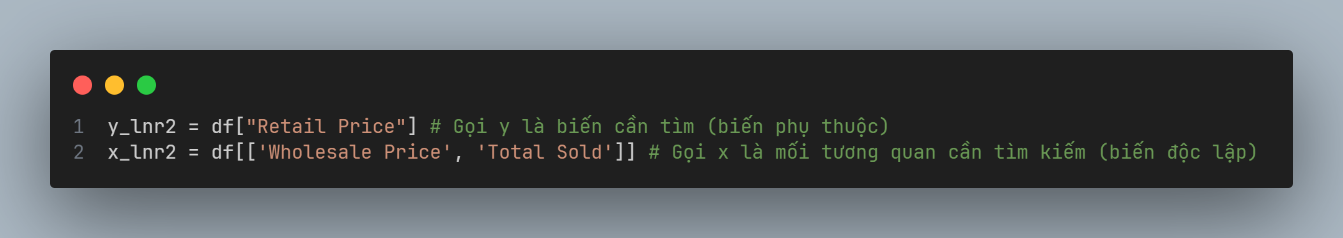 1 y_lnr2 = df["Retail Price"] # Gọi y là biến cần tìm (biến phụ thuộc)
2 x_lnr2 = df[['Wholesale Price', 'Total Sold']] # Gọi x là mối tương quan cần tìm kiếm (biến độc lập)